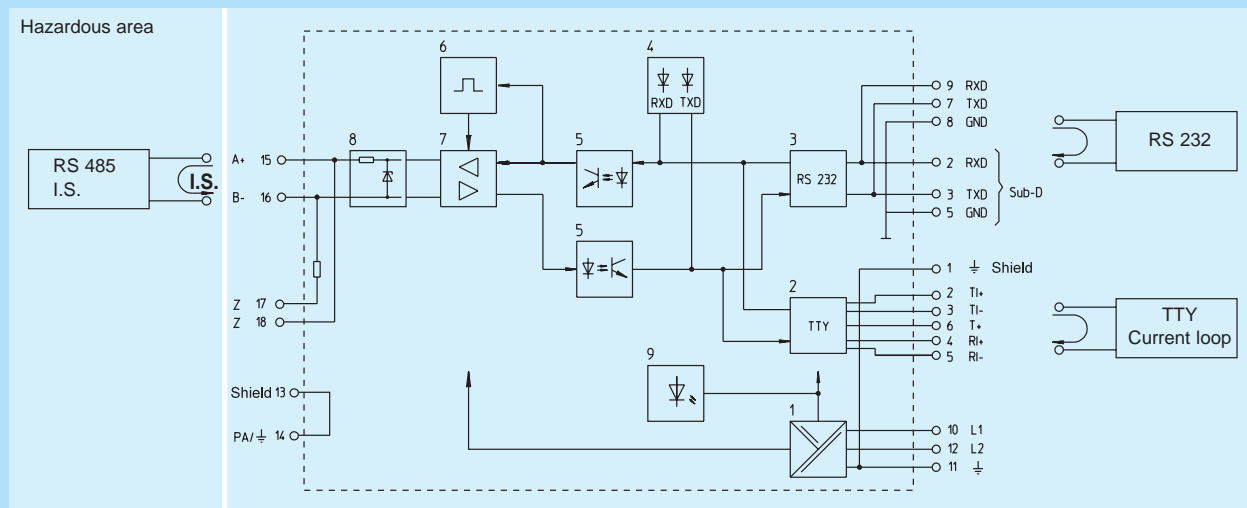 Hazardous area
RS 485
I.S.
I.S.
A+ 15
B- 16
Z 17
Z 18
Shield 13
PA/⏚ 14
6
8
7
5
5
4
RXD TXD
3
RS 232
2
TTY
9
1
9 RXD
7 TXD
8 GND
2 RXD
3 TXD
5 GND
Sub-D
1 ⏚ Shield
2 TI+
3 TI-
6 T+
4 RI+
5 RI-
10 L1
12 L2
11 ⏚
RS 232
TTY
Current loop